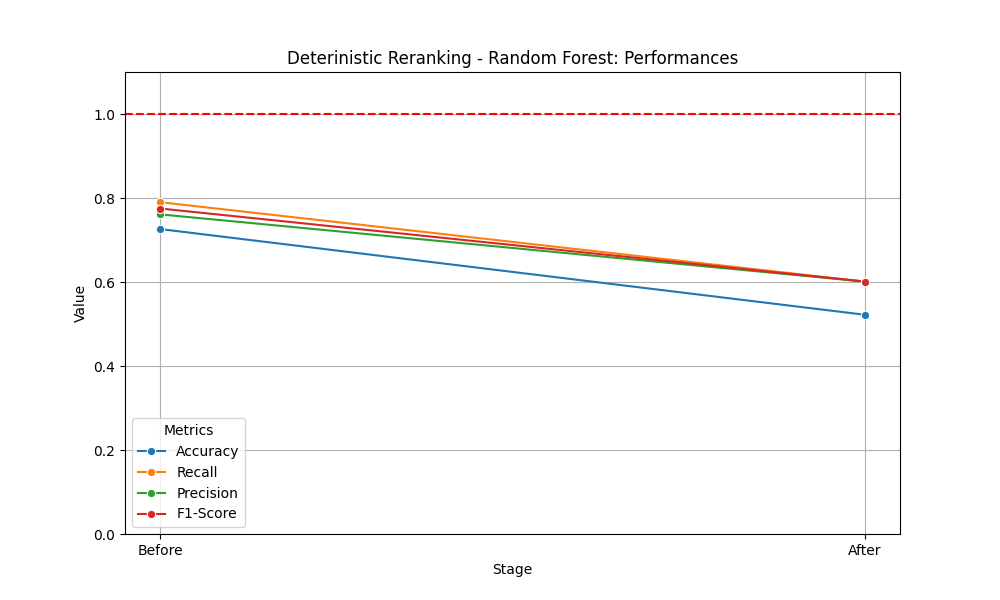 Deterinistic Reranking - Random Forest: Performances
1.0
0.8
0.6
0.4
0.2
0.0
Value
Metrics
Accuracy
Recall
Precision
F1-Score
Before
After
Stage